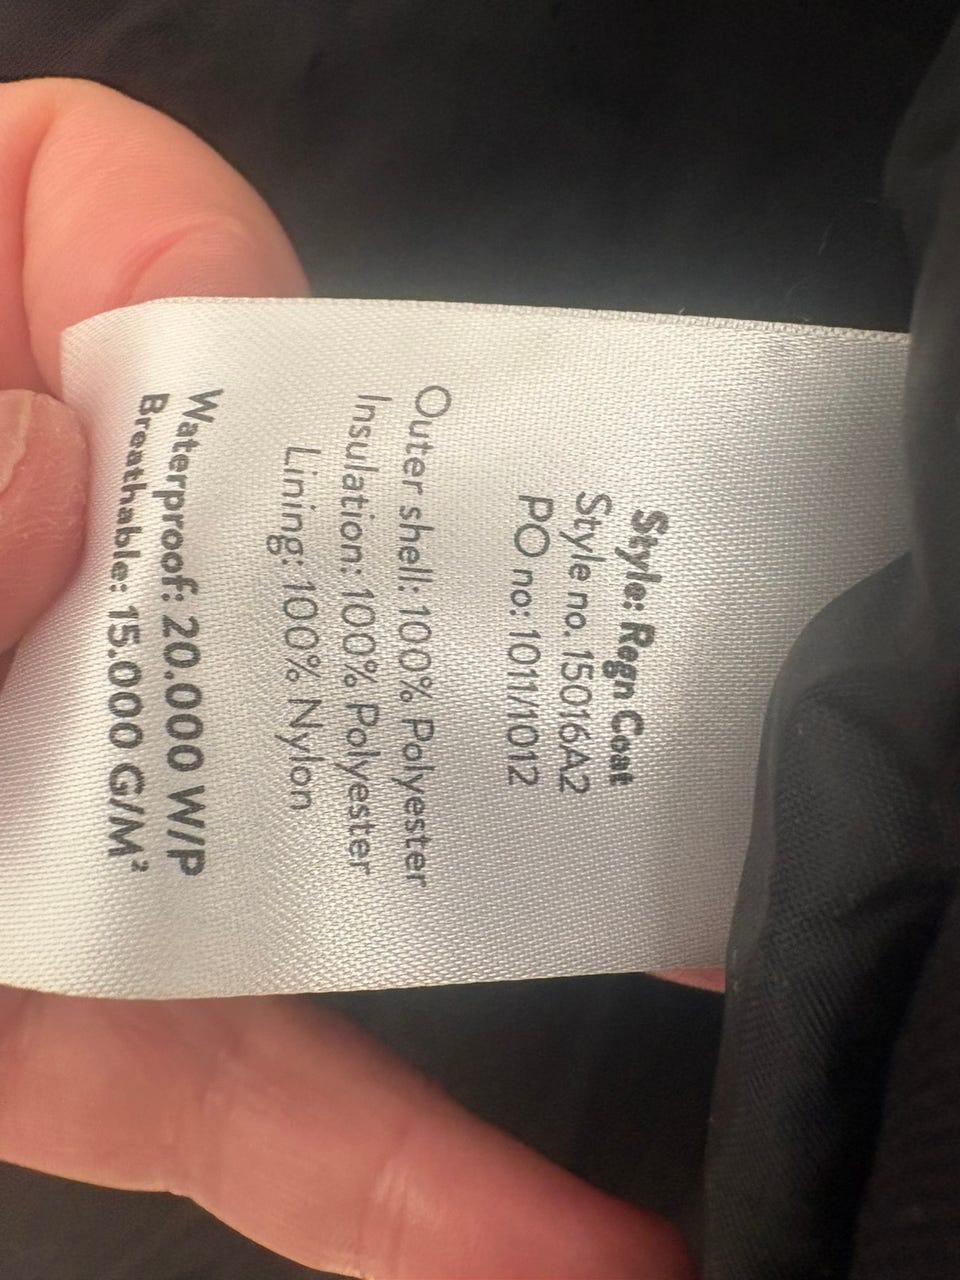 Style: Regn Coat
Style no. 15016A2
PO no: 1011/1012
Outer shell: 100% Polyester
Insulation: 100% Polyester
Lining: 100% Nylon
Waterproof: 20.000 W/P
Breathable: 15.000 G/M²